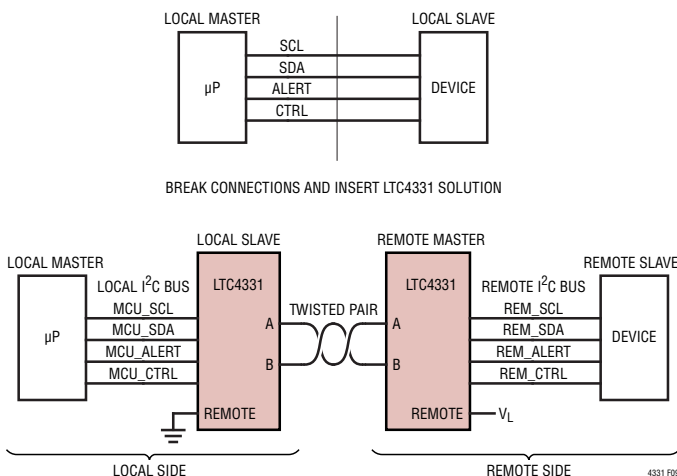 LOCAL MASTER
LOCAL SLAVE
µP
SCL
SDA
ALERT
CTRL
DEVICE
BREAK CONNECTIONS AND INSERT LTC4331 SOLUTION
LOCAL SLAVE
REMOTE MASTER
LOCAL MASTER
REMOTE SLAVE
LOCAL I²C BUS
LTC4331
LTC4331
REMOTE I²C BUS
µP
MCU_SCL
MCU_SDA
MCU_ALERT
MCU_CTRL
A
B
REMOTE
TWISTED PAIR
A
B
REMOTE
VL
REM_SCL
REM_SDA
REM_ALERT
REM_CTRL
DEVICE
LOCAL SIDE
REMOTE SIDE
4331 F09